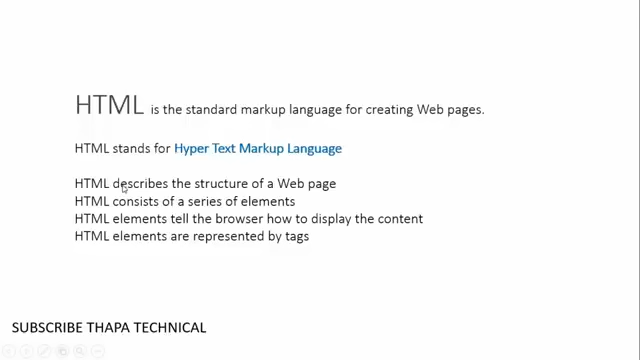 HTML is the standard markup language for creating Web pages.
HTML stands for Hyper Text Markup Language
HTML describes the structure of a Web page
HTML consists of a series of elements
HTML elements tell the browser how to display the content
HTML elements are represented by tags
SUBSCRIBE THAPA TECHNICAL